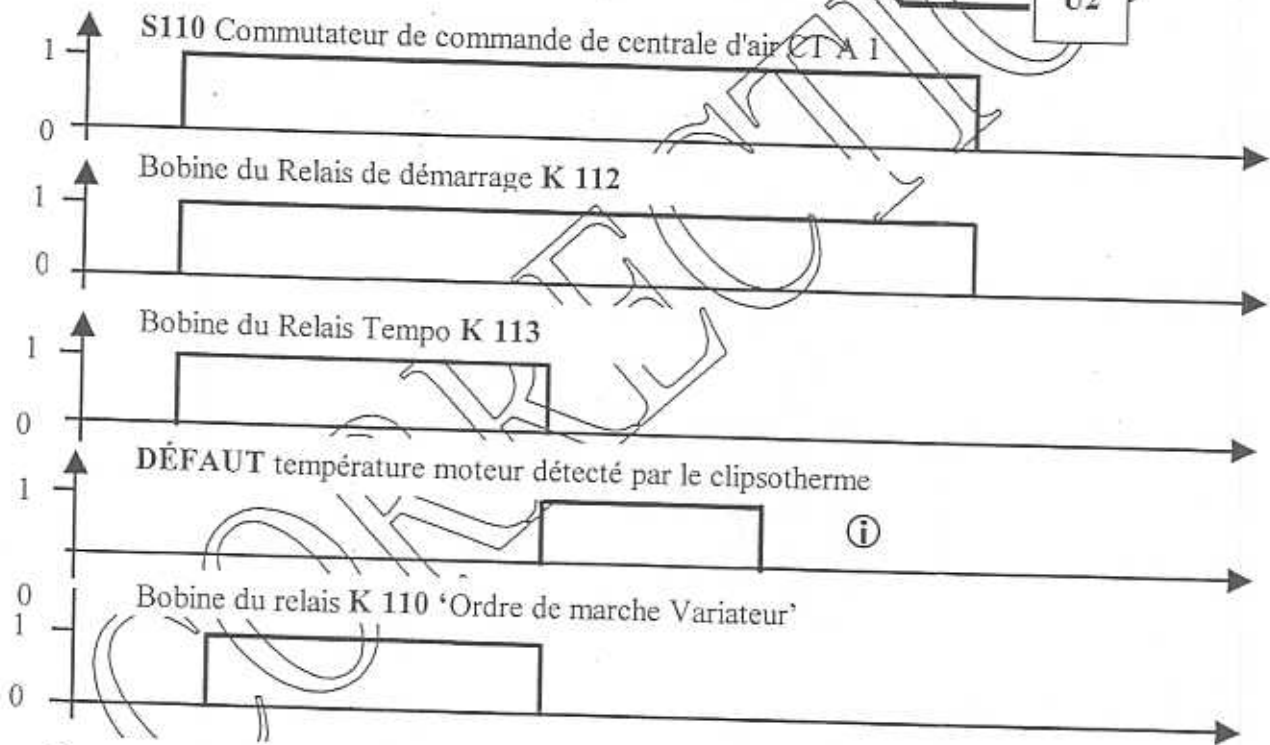 U2
S110 Commutateur de commande de centrale d'air CT A 1
1
0
Bobine du Relais de démarrage K 112
1
0
Bobine du Relais Tempo K 113
1
0
DÉFAUT température moteur détecté par le clipsotherme
1
i
0
Bobine du relais K 110 ‘Ordre de marche Variateur’
1
0